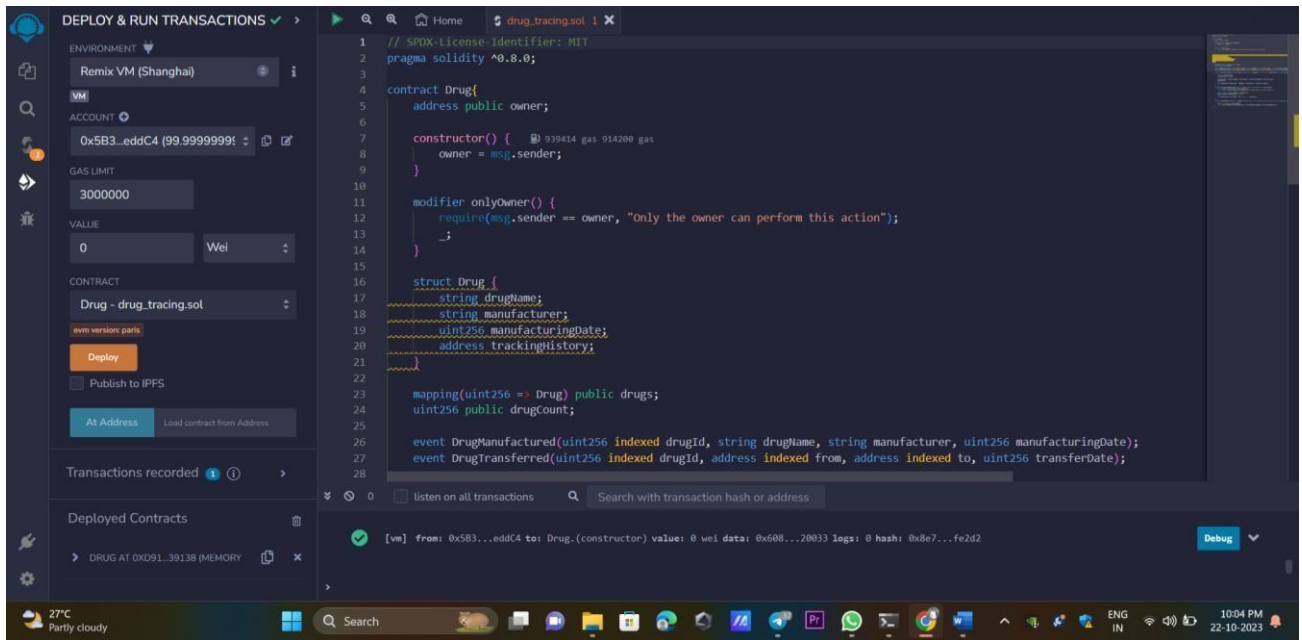 DEPLOY & RUN TRANSACTIONS
ENVIRONMENT
Remix VM (Shanghai)
VM
ACCOUNT
0x5B3...eddC4 (99.99999999
GAS LIMIT
3000000
VALUE
0 Wei
CONTRACT
Drug - drug_tracing.sol
evm version: paris
Deploy
Publish to IPFS
At Address Load contract from Address
Transactions recorded 1
Deployed Contracts
DRUG AT 0XD91...39138 (MEMORY
Home drug_tracing.sol 1
1 // SPDX-License-Identifier: MIT
2 pragma solidity ^0.8.0;
3
4 contract Drug{
5 address public owner;
6
7 constructor() { 939414 gas 914200 gas
8 owner = msg.sender;
9 }
10
11 modifier onlyOwner() {
12 require(msg.sender == owner, "Only the owner can perform this action");
13 _;
14 }
15
16 struct Drug {
17 string drugName;
18 string manufacturer;
19 uint256 manufacturingDate;
20 address trackingHistory;
21 }
22
23 mapping(uint256 => Drug) public drugs;
24 uint256 public drugCount;
25
26 event DrugManufactured(uint256 indexed drugId, string drugName, string manufacturer, uint256 manufacturingDate);
27 event DrugTransferred(uint256 indexed drugId, address indexed from, address indexed to, uint256 transferDate);
28
0 listen on all transactions Search with transaction hash or address
[vm] from: 0x5B3...eddC4 to: Drug.(constructor) value: 0 wei data: 0x608...20033 logs: 0 hash: 0x8e7...fe2d2
Debug
>
27°C
Partly cloudy
Search
Pr
ENG
IN
10:04 PM
22-10-2023